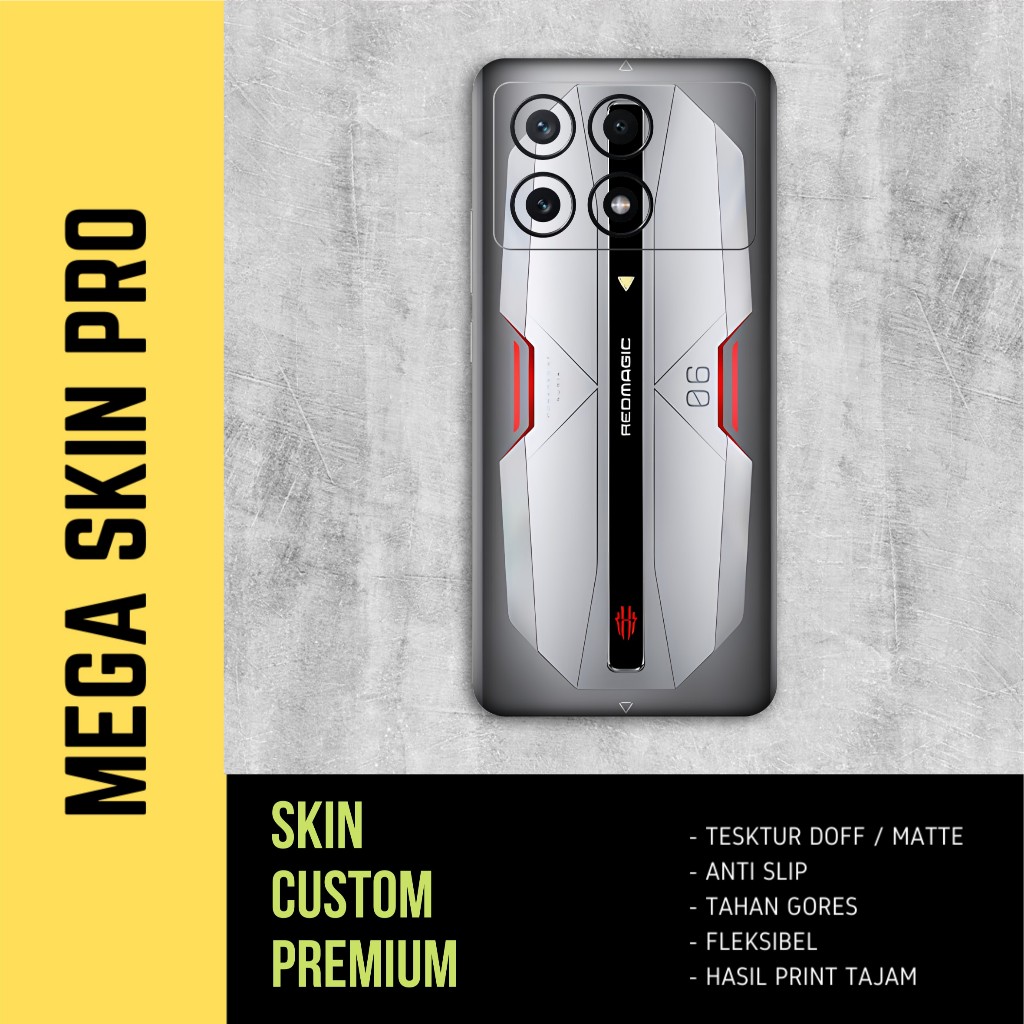 MEGA SKIN PRO
REDMAGIC
06
SKIN
CUSTOM
PREMIUM
- TESKTUR DOFF / MATTE
- ANTI SLIP
- TAHAN GORES
- FLEKSIBEL
- HASIL PRINT TAJAM